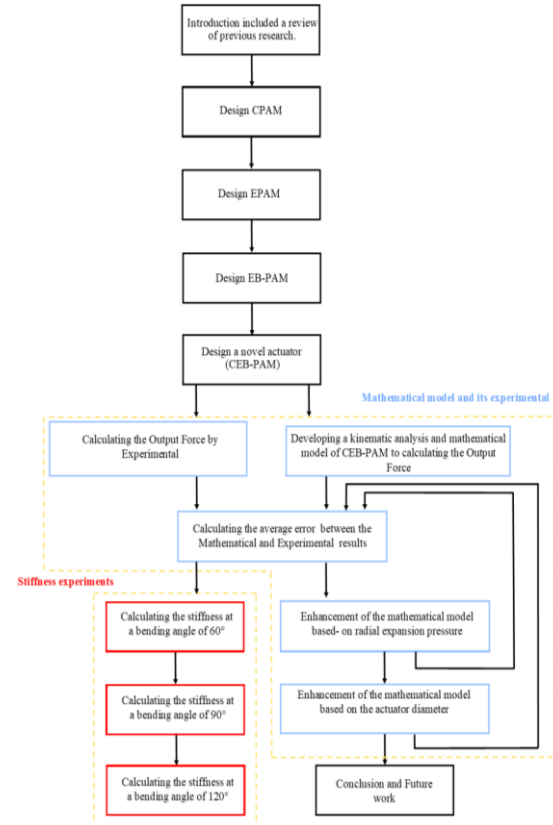 Introduction included a review
of previous research.
Design CPAM
Design EPAM
Design EB-PAM
Design a novel actuator
(CEB-PAM)
Mathematical model and its experimental
Calculating the Output Force by
Experimental
Developing a kinematic analysis and mathematical
model of CEB-PAM to calculating the Output
Force
Calculating the average error between the
Mathematical and Experimental results
Stiffness experiments
Calculating the stiffness at
a bending angle of 60°
Enhancement of the mathematical model
based- on radial expansion pressure
Calculating the stiffness at
a bending angle of 90°
Enhancement of the mathematical model
based on the actuator diameter
Calculating the stiffness at
a bending angle of 120°
Conclusion and Future
work